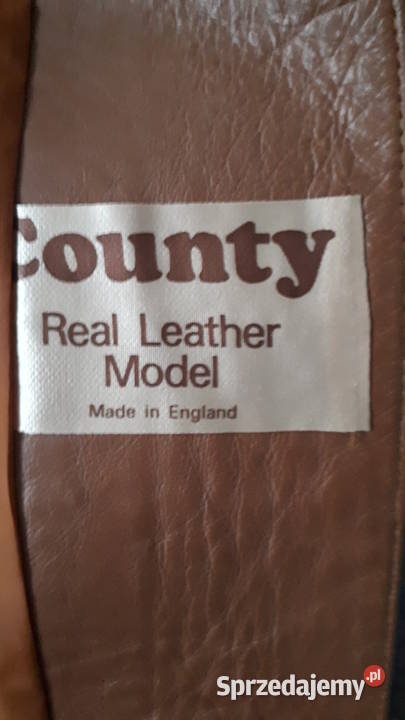 County
Real Leather
Model
Made in England
Sprzedajemy.pl